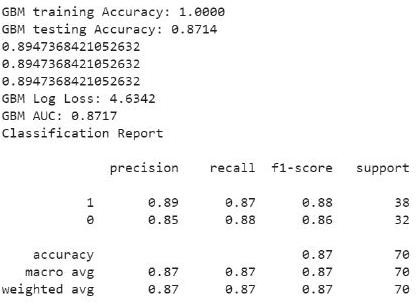 GBM training Accuracy: 1.0000
GBM testing Accuracy: 0.8714
0.8947368421052632
0.8947368421052632
0.8947368421052632
GBM Log Loss: 4.6342
GBM AUC: 0.8717
Classification Report
precision recall f1-score support
1 0.89 0.87 0.88 38
0 0.85 0.88 0.86 32
accuracy 0.87 70
macro avg 0.87 0.87 0.87 70
weighted avg 0.87 0.87 0.87 70